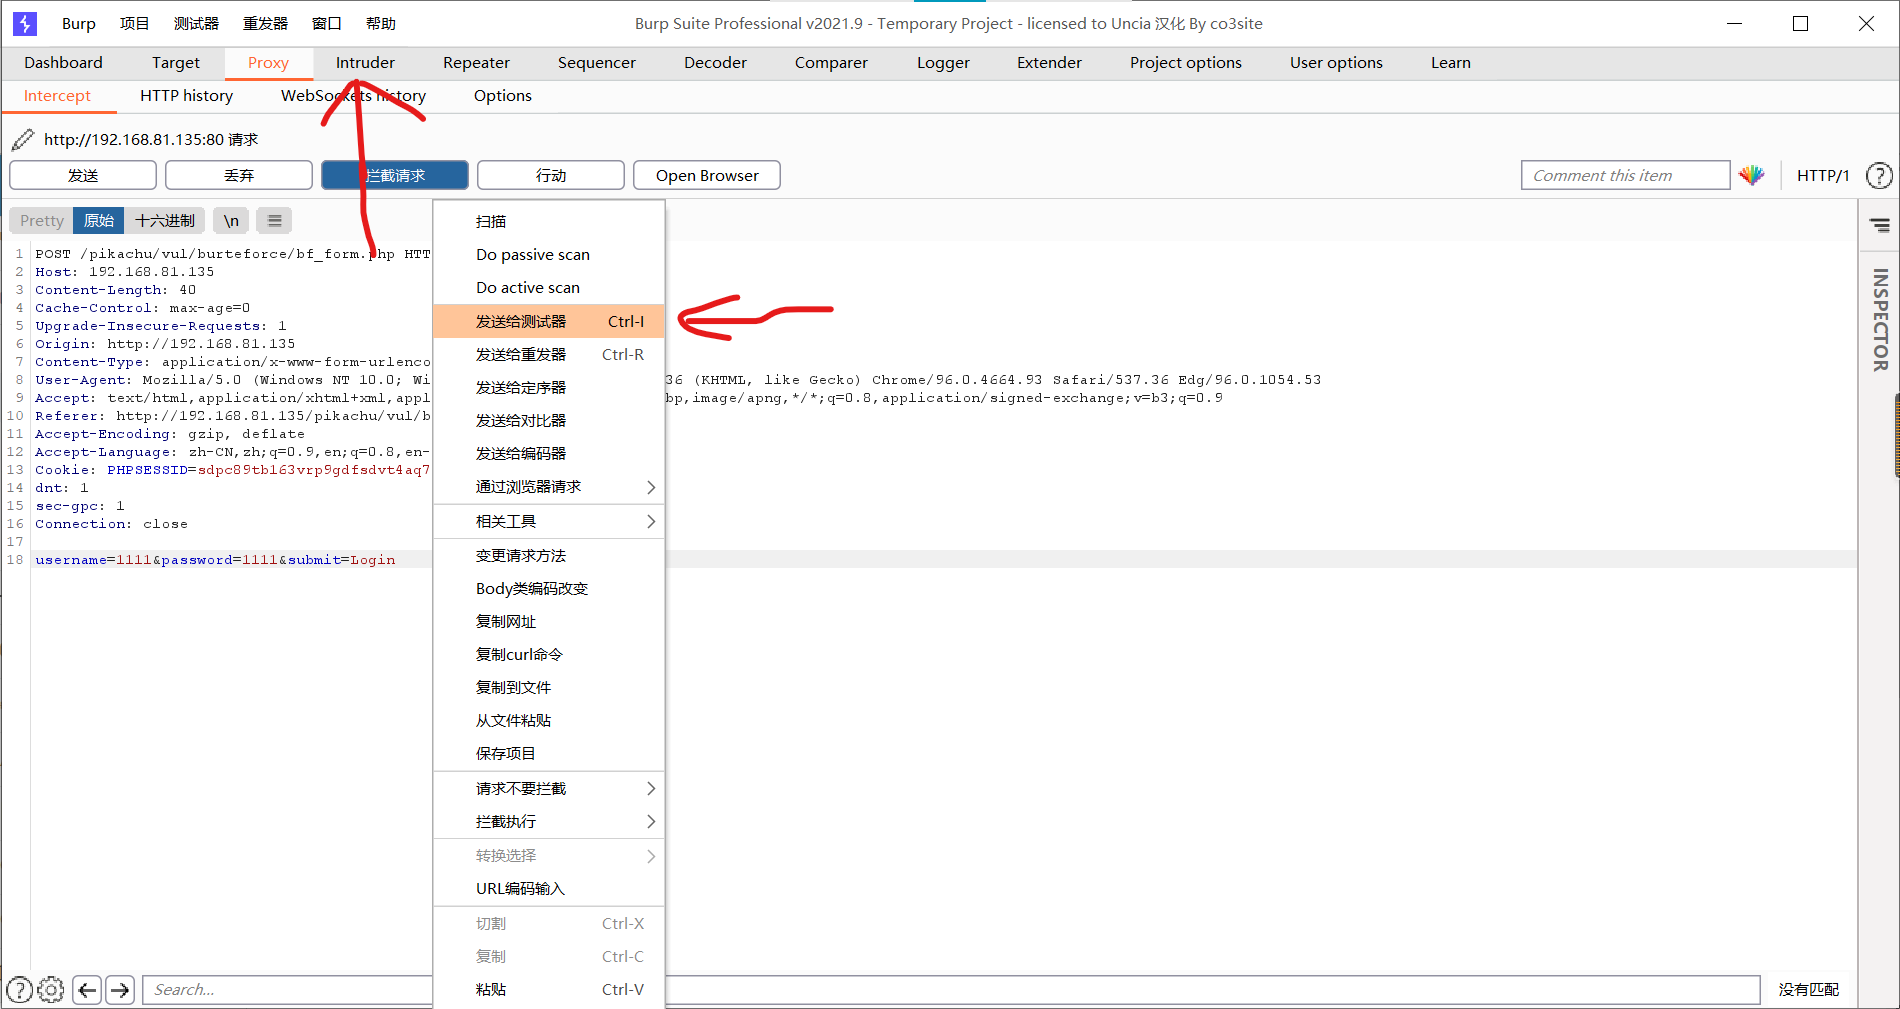 Burp 项目 测试器 重发器 窗口 帮助 Burp Suite Professional v2021.9 - Temporary Project - licensed to Uncia 汉化 By co3site
Dashboard Target Proxy Intruder Repeater Sequencer Decoder Comparer Logger Extender Project options User options Learn
Intercept HTTP history WebSockets history Options
http://192.168.81.135:80 请求
发送 丢弃 拦截请求 行动 Open Browser Comment this item HTTP/1
Pretty 原始 十六进制 \n
1 POST /pikachu/vul/burteforce/bf_form.php HTT
2 Host: 192.168.81.135
3 Content-Length: 40
4 Cache-Control: max-age=0
5 Upgrade-Insecure-Requests: 1
6 Origin: http://192.168.81.135
7 Content-Type: application/x-www-form-urlenco
8 User-Agent: Mozilla/5.0 (Windows NT 10.0; Wi 36 (KHTML, like Gecko) Chrome/96.0.4664.93 Safari/537.36 Edg/96.0.1054.53
9 Accept: text/html,application/xhtml+xml,appl bp,image/apng,*/*;q=0.8,application/signed-exchange;v=b3;q=0.9
10 Referer: http://192.168.81.135/pikachu/vul/b
11 Accept-Encoding: gzip, deflate
12 Accept-Language: zh-CN,zh;q=0.9,en;q=0.8,en-
13 Cookie: PHPSESSID=sdpc89tb163vrp9gdfsdvt4aq7
14 dnt: 1
15 sec-gpc: 1
16 Connection: close
17
18 username=1111&password=1111&submit=Login
扫描
Do passive scan
Do active scan
发送给测试器 Ctrl-I
发送给重发器 Ctrl-R
发送给定序器
发送给对比器
发送给编码器
通过浏览器请求
相关工具
变更请求方法
Body类编码改变
复制网址
复制curl命令
复制到文件
从文件粘贴
保存项目
请求不要拦截
拦截执行
转换选择
URL编码输入
切割 Ctrl-X
复制 Ctrl-C
粘贴 Ctrl-V
INSPECTOR
Search... 没有匹配